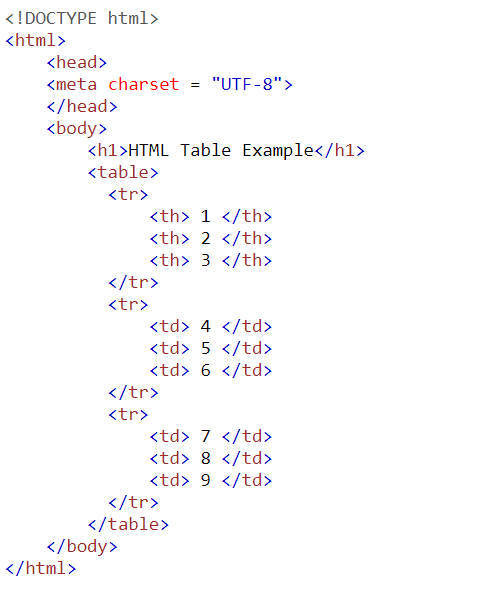 <!DOCTYPE html>
<html>
    <head>
    <meta charset = "UTF-8">
    </head>
    <body>
        <h1>HTML Table Example</h1>
        <table>
          <tr>
              <th> 1 </th>
              <th> 2 </th>
              <th> 3 </th>
          </tr>
          <tr>
              <td> 4 </td>
              <td> 5 </td>
              <td> 6 </td>
          </tr>
          <tr>
              <td> 7 </td>
              <td> 8 </td>
              <td> 9 </td>
          </tr>
        </table>
    </body>
</html>